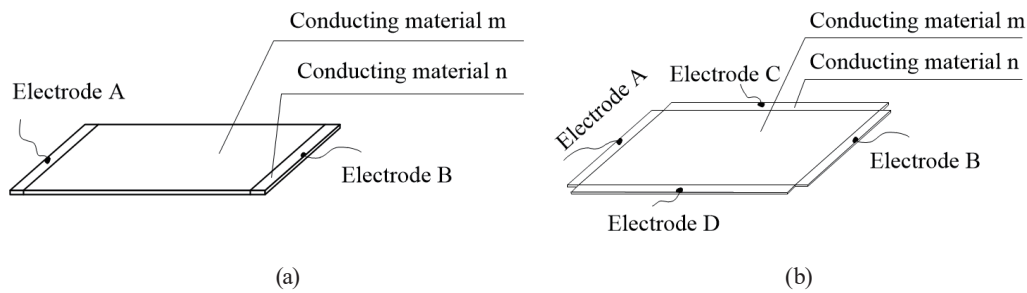 Conducting material m
Conducting material n
Electrode A
Electrode B
(a)
Conducting material m
Conducting material n
Electrode C
Electrode A
Electrode B
Electrode D
(b)